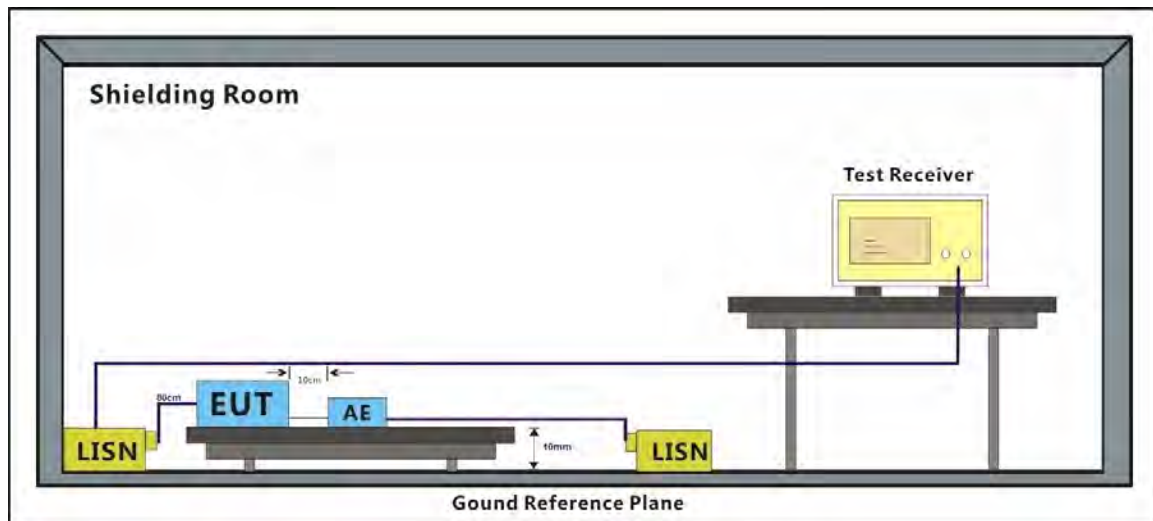 Shielding Room
Test Receiver
10cm
80cm
EUT
AE
LISN
10mm
LISN
Gound Reference Plane